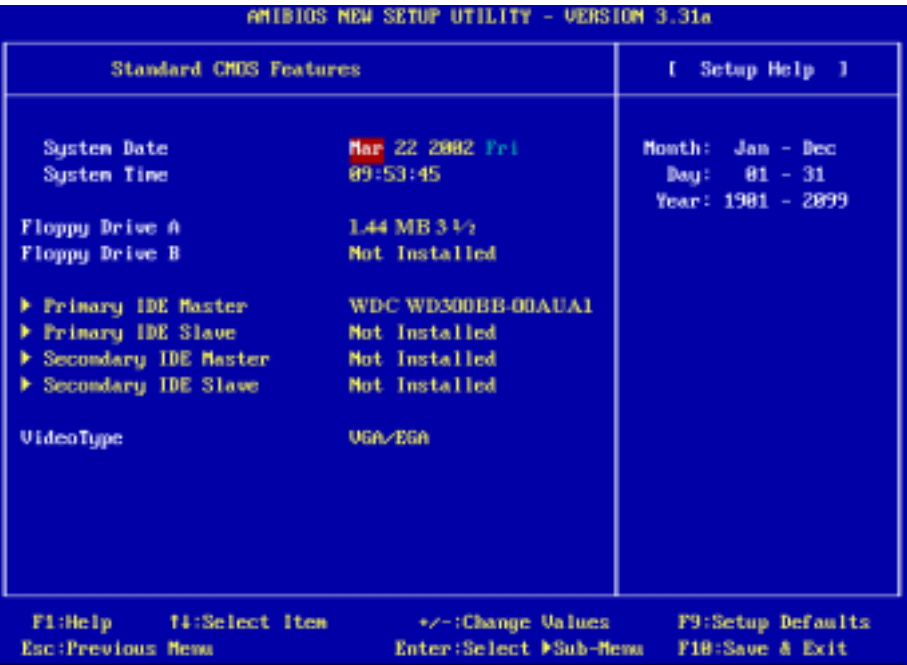 AMIBIOS NEW SETUP UTILITY - VERSION 3.31a
Standard CMOS Features
[ Setup Help ]
System Date Mar 22 2002 Fri
System Time 09:53:45
Month: Jan - Dec
Day: 01 - 31
Year: 1901 - 2099
Floppy Drive A 1.44 MB 3 ½
Floppy Drive B Not Installed
▶ Primary IDE Master WDC WD300BB-00AUA1
▶ Primary IDE Slave Not Installed
▶ Secondary IDE Master Not Installed
▶ Secondary IDE Slave Not Installed
VideoType VGA/EGA
F1:Help ↑↓:Select Item +/-:Change Values F9:Setup Defaults
Esc:Previous Menu Enter:Select ▶Sub-Menu F10:Save & Exit